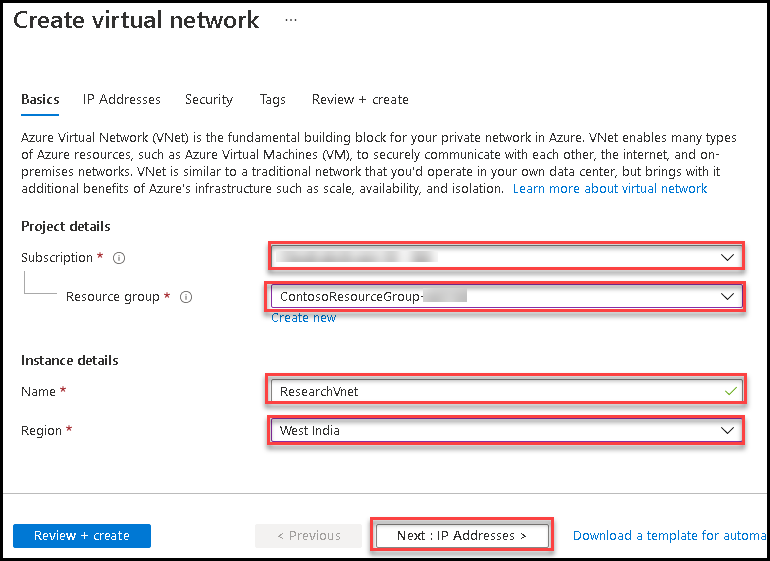 Create virtual network ...
Basics IP Addresses Security Tags Review + create
Azure Virtual Network (VNet) is the fundamental building block for your private network in Azure. VNet enables many types
of Azure resources, such as Azure Virtual Machines (VM), to securely communicate with each other, the internet, and on-
premises networks. VNet is similar to a traditional network that you'd operate in your own data center, but brings with it
additional benefits of Azure's infrastructure such as scale, availability, and isolation. Learn more about virtual network
Project details
Subscription *
Resource group * ContosoResourceGroup-
Create new
Instance details
Name * ResearchVnet
Region * West India
Review + create < Previous Next : IP Addresses > Download a template for automa